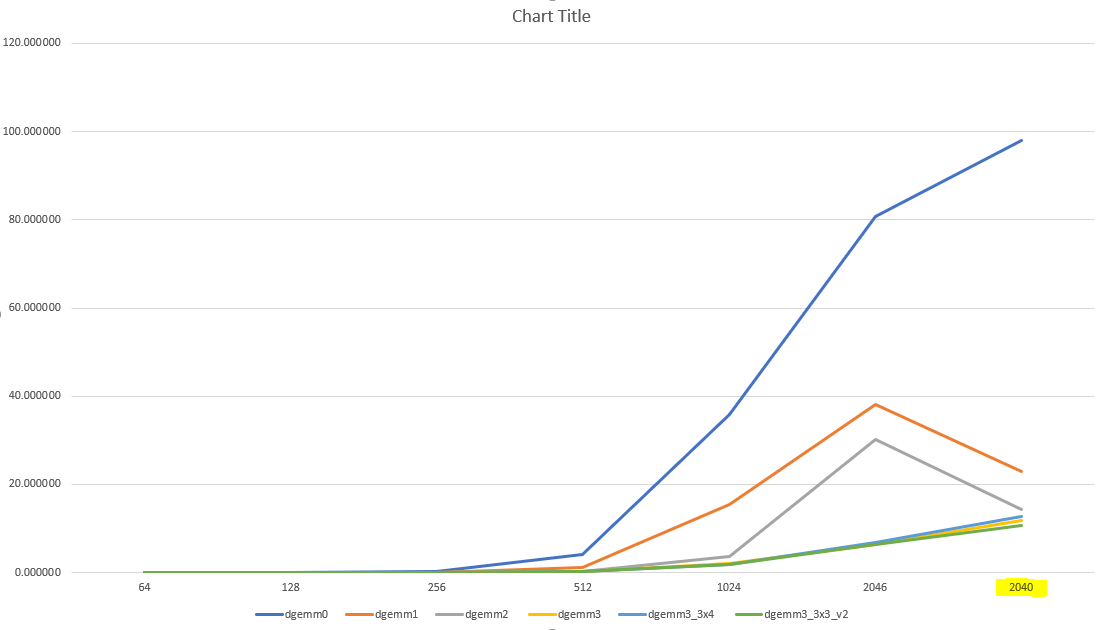 Chart Title
120.000000
100.000000
80.000000
60.000000
40.000000
20.000000
0.000000
64 128 256 512 1024 2046 2040
dgemm0 dgemm1 dgemm2 dgemm3 dgemm3_3x4 dgemm3_3x3_v2